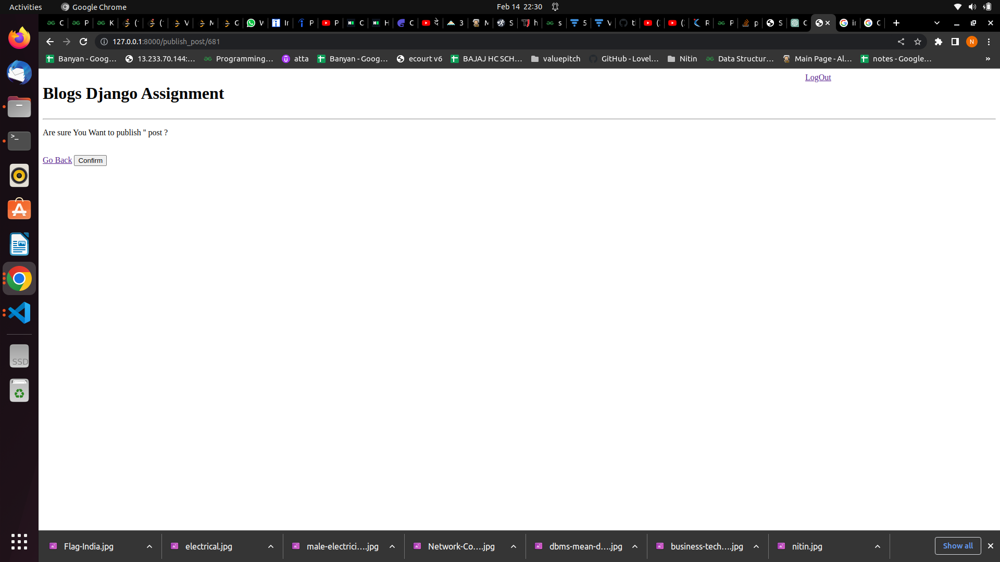 Activities
Google Chrome
Feb 14 22:30
127.0.0.1:8000/publish_post/681
N
Banyan - Goog…
13.233.70.144:…
Programming…
atta
Banyan - Goog…
ecourt v6
BAJAJ HC SCH…
valuepitch
GitHub - Lovel…
Nitin
Data Structur…
Main Page - Al…
notes - Google…
LogOut
Blogs Django Assignment
Are sure You Want to publish '' post ?
Go Back Confirm
SSD
Flag-India.jpg
electrical.jpg
male-electrici….jpg
Network-Co….jpg
dbms-mean-d….jpg
business-tech….jpg
nitin.jpg
Show all